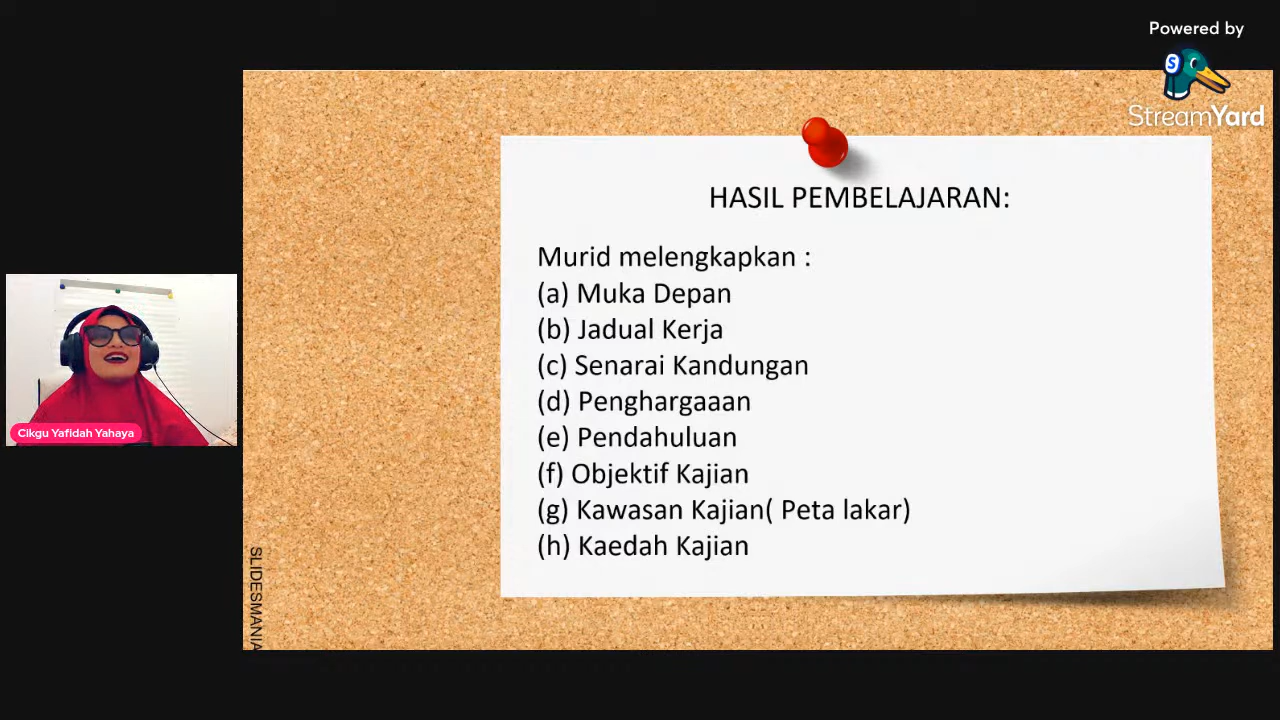 Powered by
StreamYard
HASIL PEMBELAJARAN:
Murid melengkapkan :
(a) Muka Depan
(b) Jadual Kerja
(c) Senarai Kandungan
(d) Penghargaaan
(e) Pendahuluan
(f) Objektif Kajian
(g) Kawasan Kajian( Peta lakar)
(h) Kaedah Kajian
Cikgu Yafidah Yahaya
SLIDESMANIA